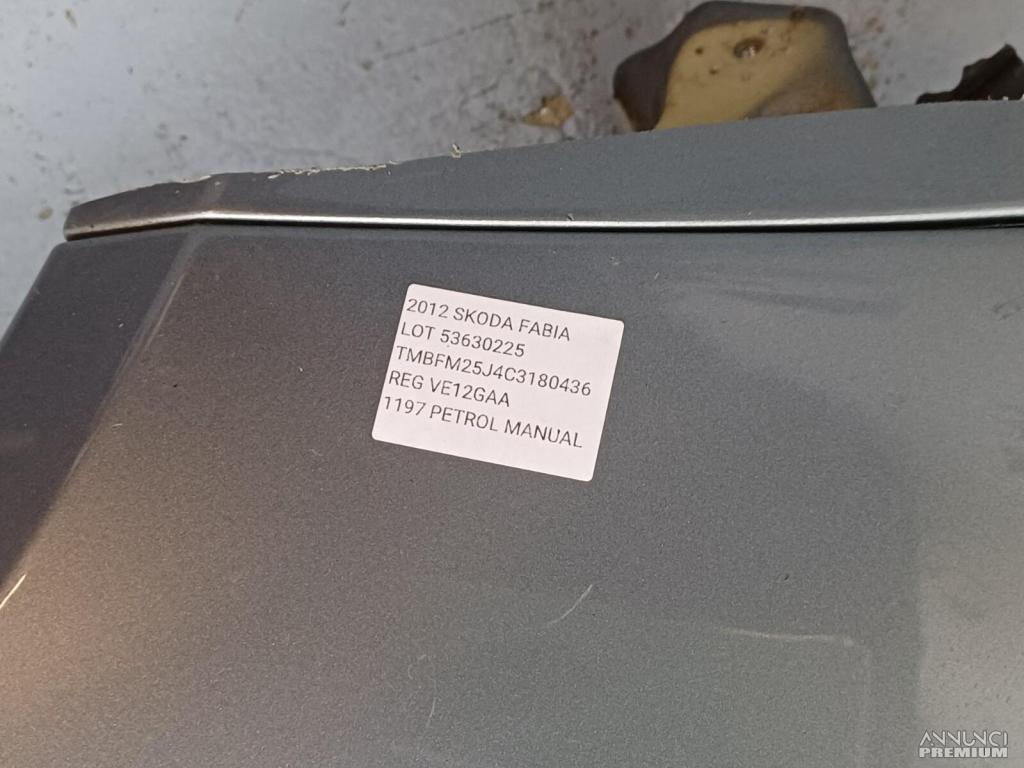 2012 SKODA FABIA
LOT 53630225
TMBFM25J4C3180436
REG VE12GAA
1197 PETROL MANUAL
ANNUNCI
PREMIUM